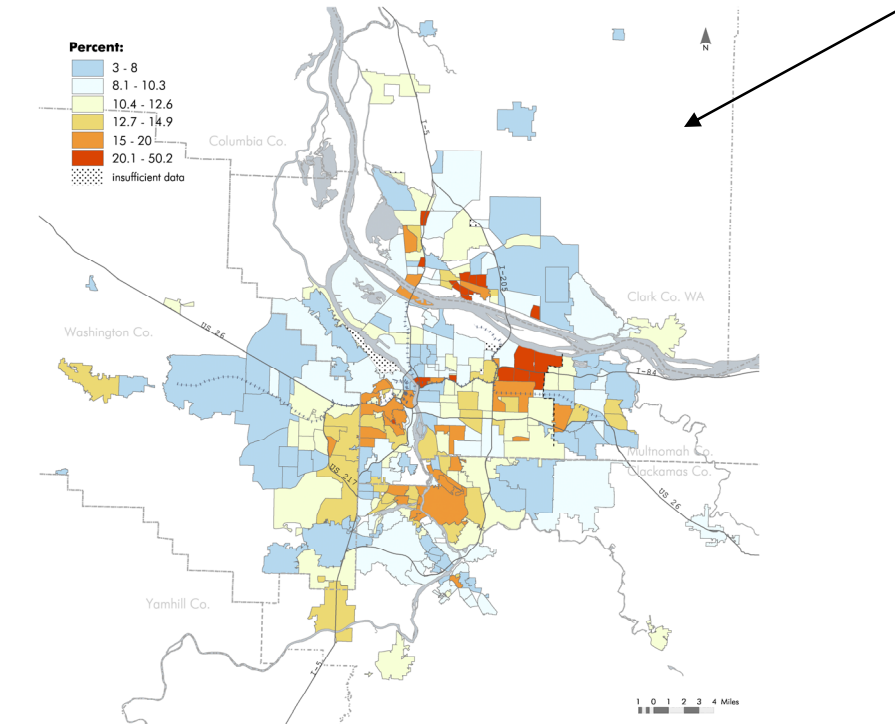 N
Percent:
3 - 8
8.1 - 10.3
10.4 - 12.6
12.7 - 14.9
15 - 20
20.1 - 50.2
insufficient data
I-5
Columbia Co.
I-205
Clark Co. WA
Washington Co.
US 26
I-84
Multnomah Co.
Clackamas Co.
US 217
US 26
Yamhill Co.
I-5
1 0 1 2 3 4 Miles